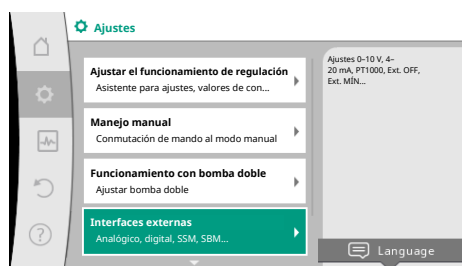 Ajustes
Ajustar el funcionamiento de regulación
Asistente para ajustes, valores de con...
Manejo manual
Conmutación de mando al modo manual
Funcionamiento con bomba doble
Ajustar bomba doble
Interfaces externas
Analógico, digital, SSM, SBM...
Ajustes 0–10 V, 4–
20 mA, PT1000, Ext. OFF,
Ext. MÍN...
Language